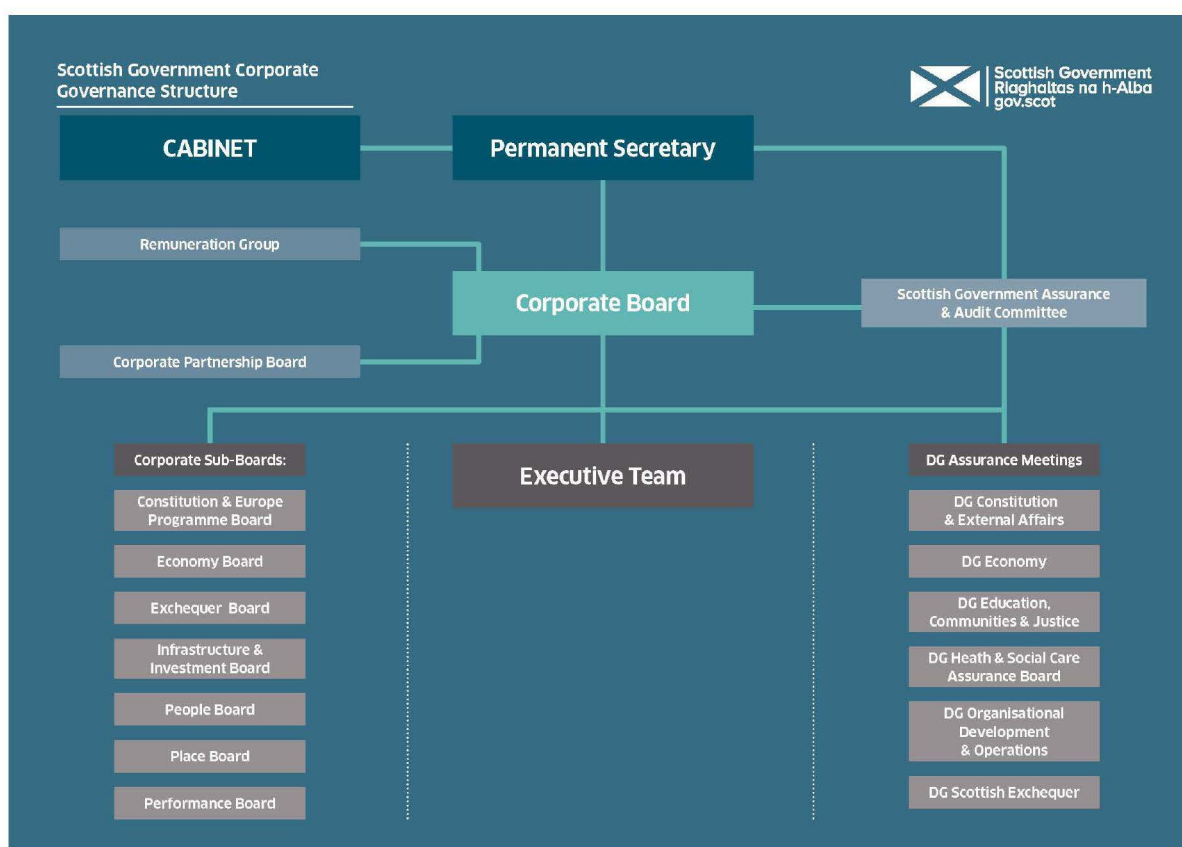 Scottish Government Corporate
Governance Structure
Scottish Government
Riaghaltas na h-Alba
gov.scot
CABINET
Permanent Secretary
Remuneration Group
Corporate Board
Scottish Government Assurance
& Audit Committee
Corporate Partnership Board
Corporate Sub-Boards:
Constitution & Europe
Programme Board
Economy Board
Exchequer Board
Infrastructure &
Investment Board
People Board
Place Board
Performance Board
Executive Team
DG Assurance Meetings
DG Constitution
& External Affairs
DG Economy
DG Education,
Communities & Justice
DG Heath & Social Care
Assurance Board
DG Organisational
Development
& Operations
DG Scottish Exchequer